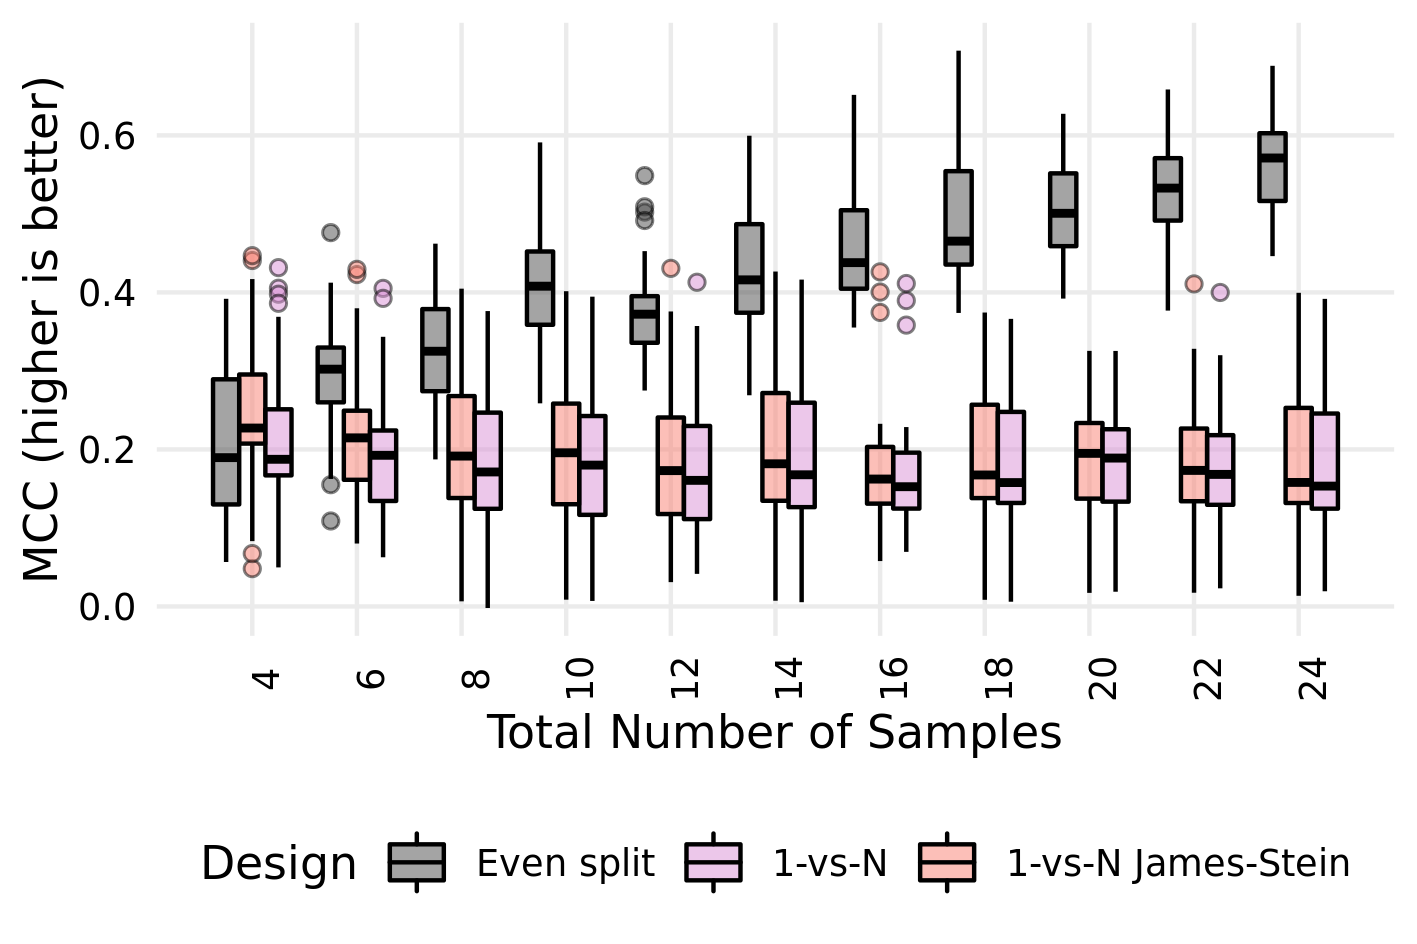 MCC (higher is better)
0.6
0.4
0.2
0.0
4 6 8 10 12 14 16 18 20 22 24
Total Number of Samples
Design Even split 1-vs-N 1-vs-N James-Stein